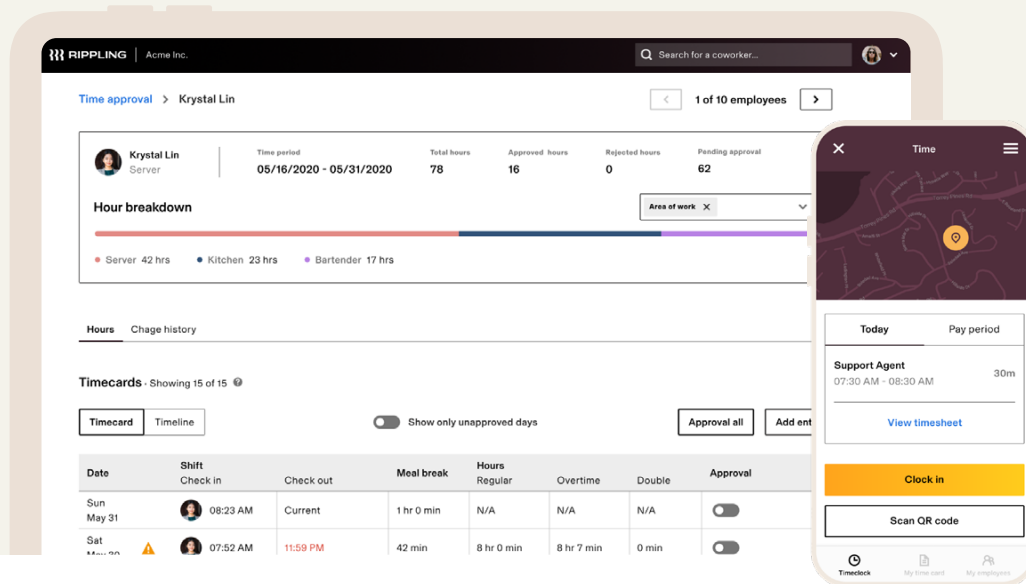 RIPPLING
Acme Inc.
Search for a coworker...
Time approval > Krystal Lin
1 of 10 employees
Krystal Lin
Server
Time period
05/16/2020 - 05/31/2020
Total hours
78
Approved hours
16
Rejected hours
0
Pending approval
62
Hour breakdown
Area of work
Server 42 hrs
Kitchen 23 hrs
Bartender 17 hrs
Hours
Chage history
Timecards · Showing 15 of 15
Timecard
Timeline
Show only unapproved days
Approval all
Add ent
Date
Shift
Check in
Check out
Meal break
Hours
Regular
Overtime
Double
Approval
Sun
May 31
08:23 AM
Current
1 hr 0 min
N/A
N/A
N/A
Sat
May 30
07:52 AM
11:59 PM
42 min
8 hr 0 min
8 hr 7 min
0 min
Time
Today
Pay period
Support Agent
07:30 AM - 08:30 AM
30m
View timesheet
Clock in
Scan QR code
Timeclock
My time card
My employees